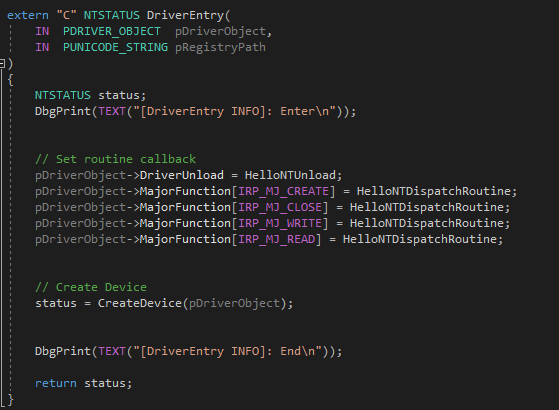 extern "C" NTSTATUS DriverEntry(
    IN  PDRIVER_OBJECT  pDriverObject,
    IN  PUNICODE_STRING pRegistryPath
)
{
    NTSTATUS status;
    DbgPrint(TEXT("[DriverEntry INFO]: Enter\n"));
    // Set routine callback
    pDriverObject->DriverUnload = HelloNTUnload;
    pDriverObject->MajorFunction[IRP_MJ_CREATE] = HelloNTDispatchRoutine;
    pDriverObject->MajorFunction[IRP_MJ_CLOSE] = HelloNTDispatchRoutine;
    pDriverObject->MajorFunction[IRP_MJ_WRITE] = HelloNTDispatchRoutine;
    pDriverObject->MajorFunction[IRP_MJ_READ] = HelloNTDispatchRoutine;
    // Create Device
    status = CreateDevice(pDriverObject);
    DbgPrint(TEXT("[DriverEntry INFO]: End\n"));
    return status;
}